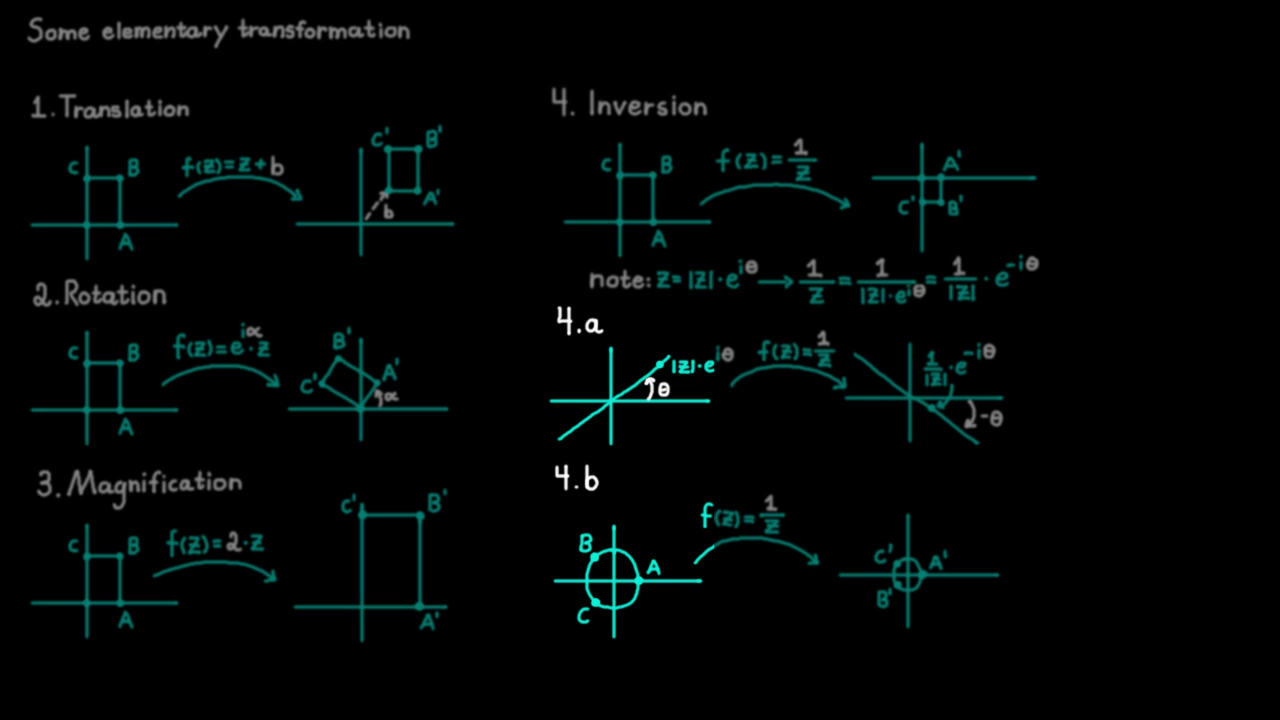 Some elementary transformation
1. Translation
C B A
f(z) = z + b
C' B' A' b
2. Rotation
C B A
f(z) = e^{iα} · z
B' A' C' α
3. Magnification
C B A
f(z) = 2 · z
C' B' A'
4. Inversion
C B A
f(z) = 1/z
A' C' B'
note: z = |z| · e^{iθ} → 1/z = 1/(|z| · e^{iθ}) = 1/|z| · e^{-iθ}
4.a
|z| · e^{iθ} θ
f(z) = 1/z
1/|z| · e^{-iθ} -θ
4.b
B A C
f(z) = 1/z
C' A' B'